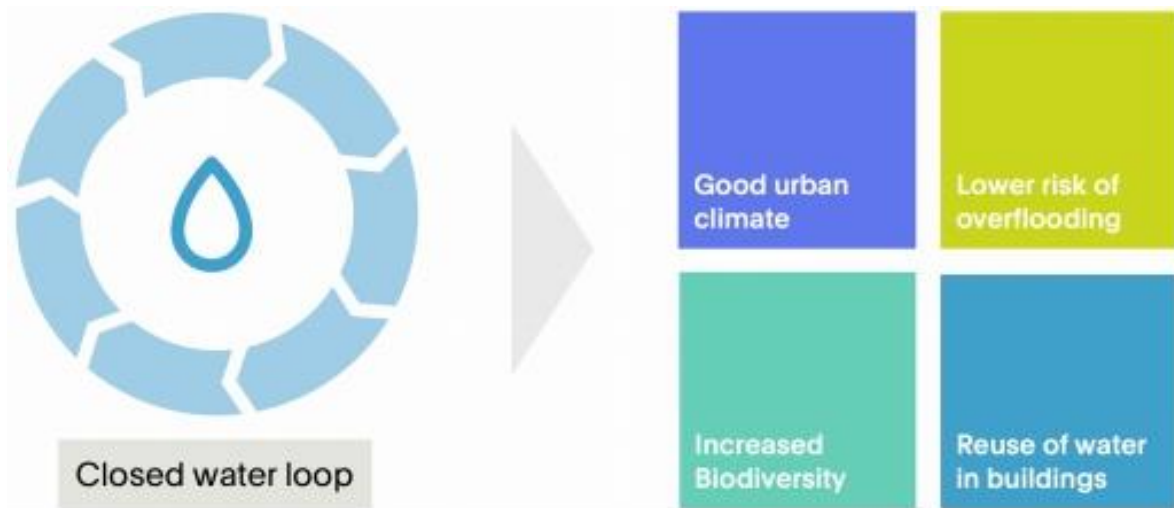 Good urban
climate
Lower risk of
overflooding
Increased
Biodiversity
Reuse of water
in buildings
Closed water loop